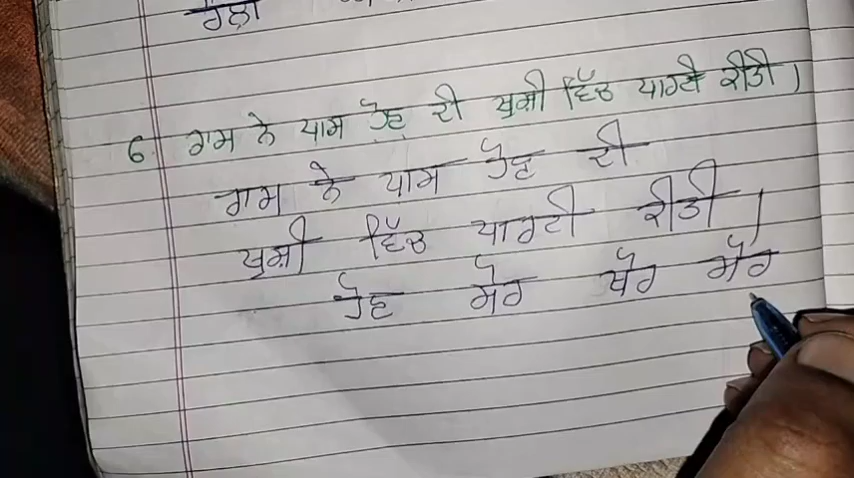 6. ਰਾਮ ਨੇ ਪਾਸ ਹੋਣ ਦੀ ਖੁਸ਼ੀ ਵਿੱਚ ਪਾਰਟੀ ਕੀਤੀ।
ਰਾਮ ਨੇ ਪਾਸ ਹੋਣ ਦੀ
ਖੁਸ਼ੀ ਵਿੱਚ ਪਾਰਟੀ ਕੀਤੀ।
ਹੋਣ ਮੋਰ